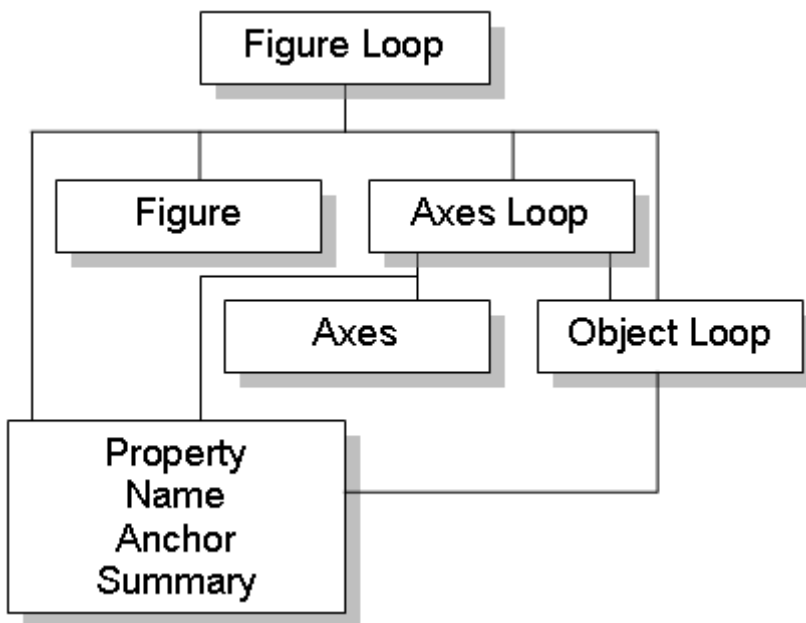 Figure Loop
Figure
Axes Loop
Axes
Object Loop
Property
Name
Anchor
Summary